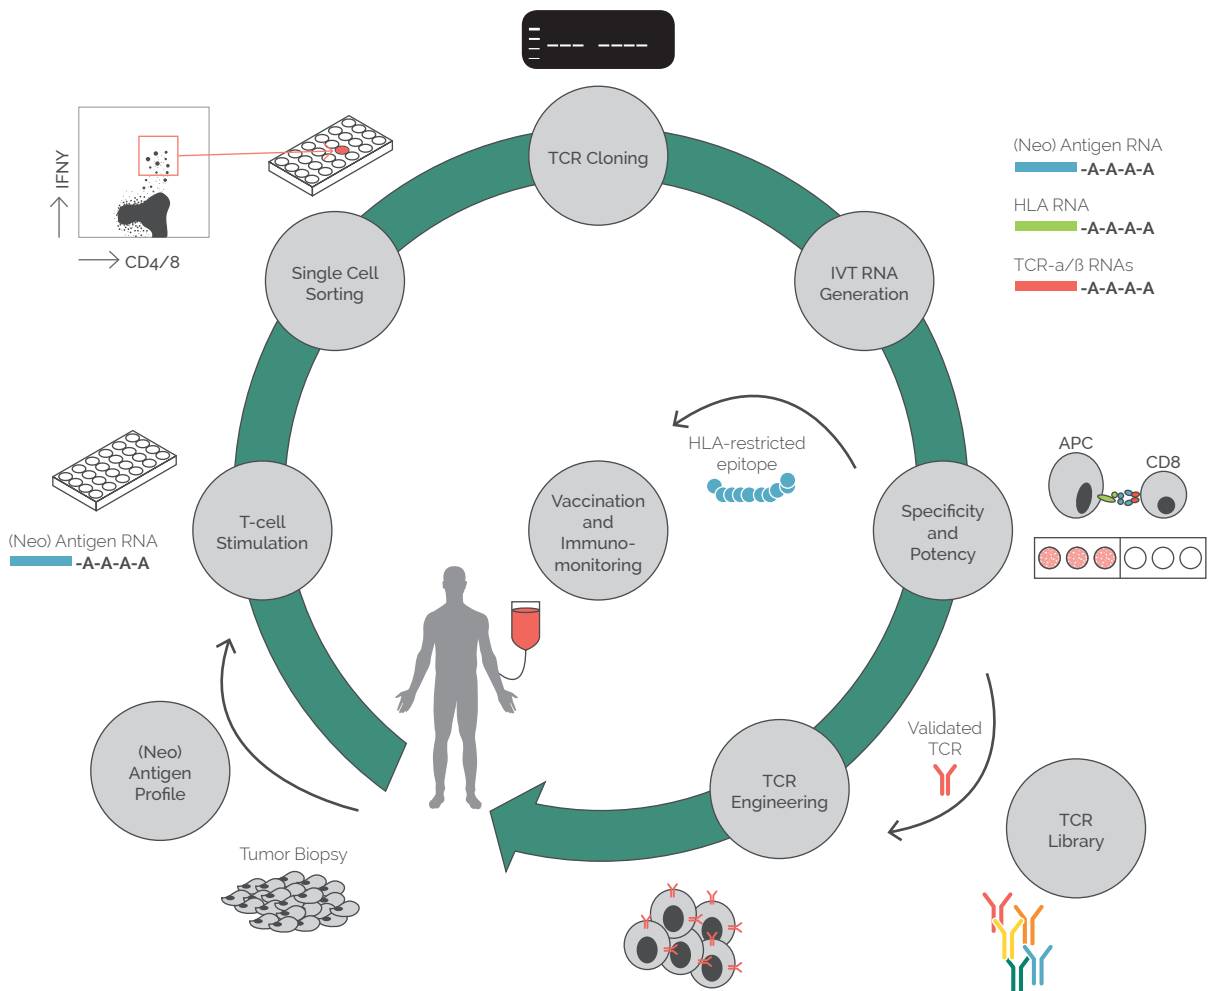 TCR Cloning
IFNY
CD4/8
Single Cell
Sorting
IVT RNA
Generation
(Neo) Antigen RNA
-A-A-A-A
HLA RNA
-A-A-A-A
TCR-a/ß RNAs
-A-A-A-A
T-cell
Stimulation
(Neo) Antigen RNA
-A-A-A-A
HLA-restricted
epitope
Vaccination
and
Immuno-
monitoring
Specificity
and
Potency
APC
CD8
(Neo)
Antigen
Profile
Tumor Biopsy
TCR
Engineering
Validated
TCR
TCR
Library